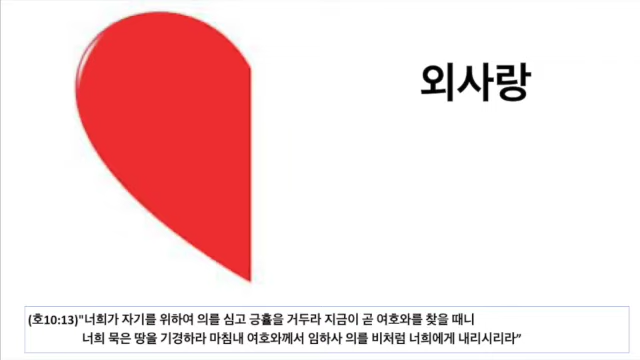 외사랑
(호10:13)"너희가 자기를 위하여 의를 심고 긍휼을 거두라 지금이 곧 여호와를 찾을 때니
너희 묵은 땅을 기경하라 마침내 여호와께서 임하사 의를 비처럼 너희에게 내리시리라”